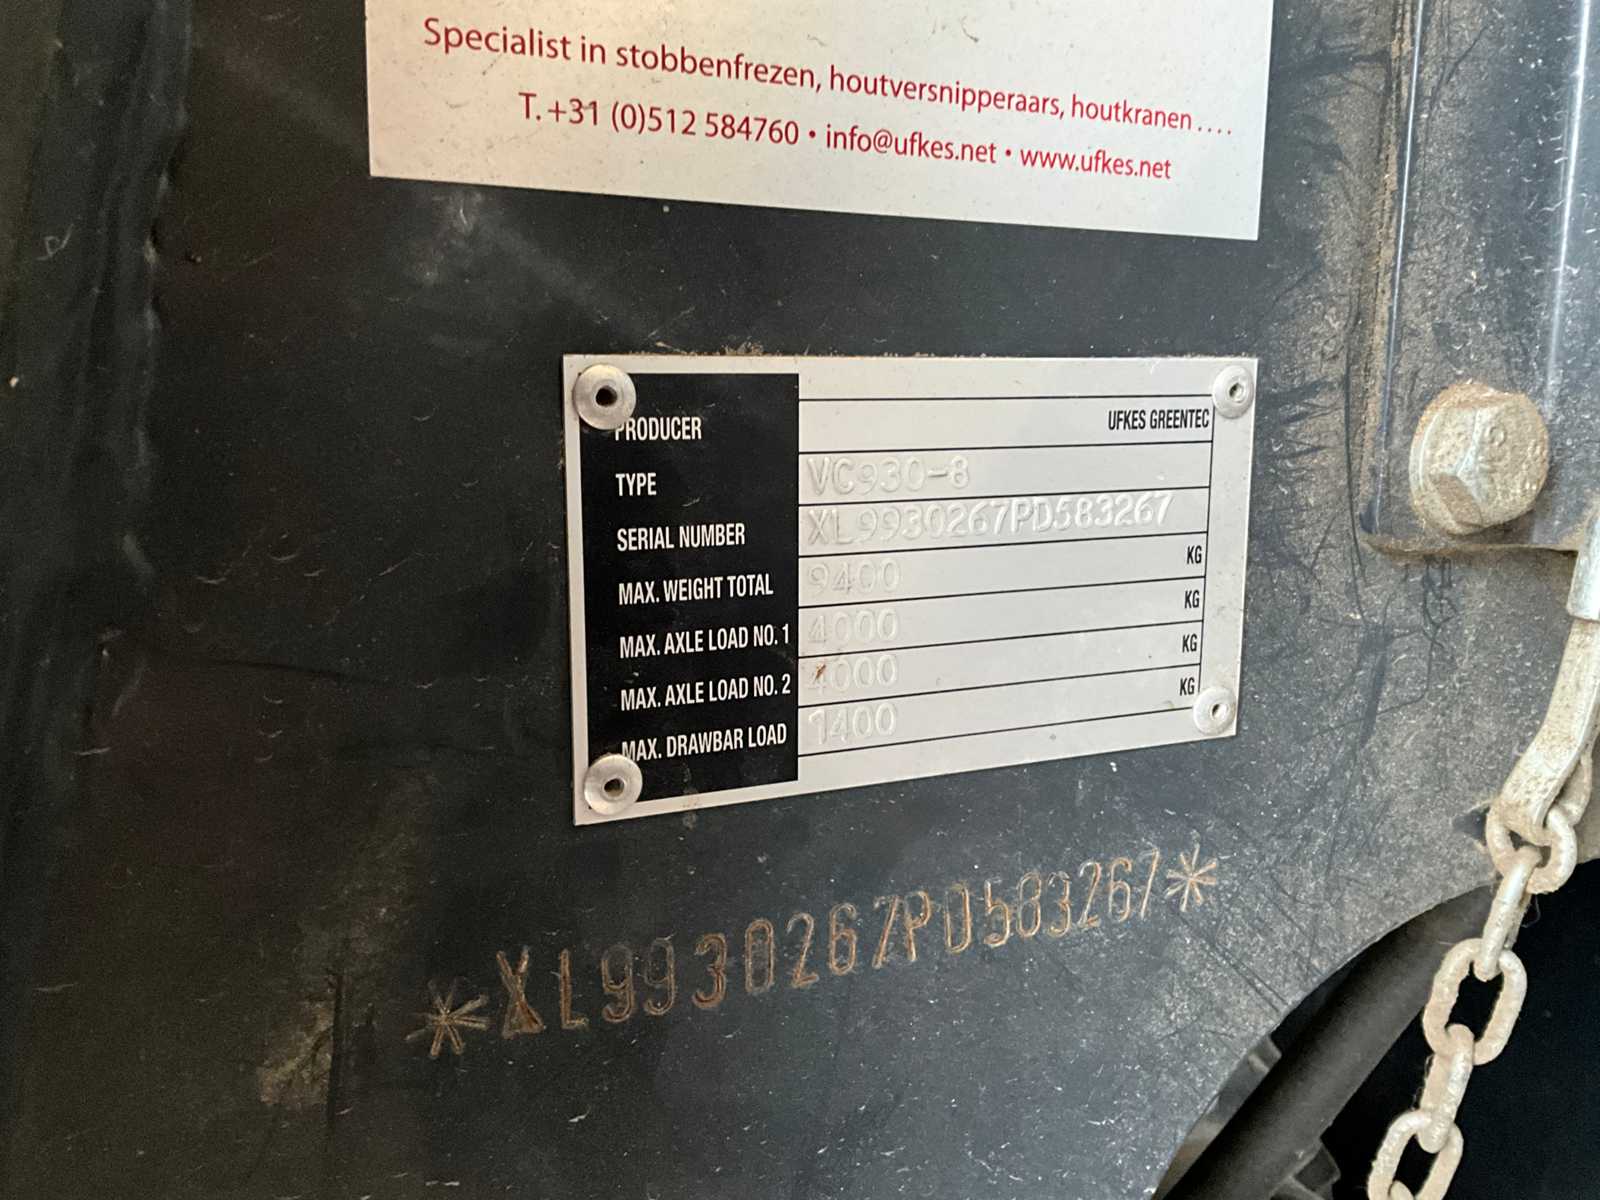 Specialist in stobbenfrezen, houtversnipperaars, houtkranen ....
T. +31 (0)512 584760 • info@ufkes.net • www.ufkes.net
PRODUCER UFKES GREENTEC
TYPE VC930-8
SERIAL NUMBER XL9930267PD583267
MAX. WEIGHT TOTAL 9400 KG
MAX. AXLE LOAD NO. 1 4000 KG
MAX. AXLE LOAD NO. 2 4000 KG
MAX. DRAWBAR LOAD 1400 KG
*XL9930267PD583267*